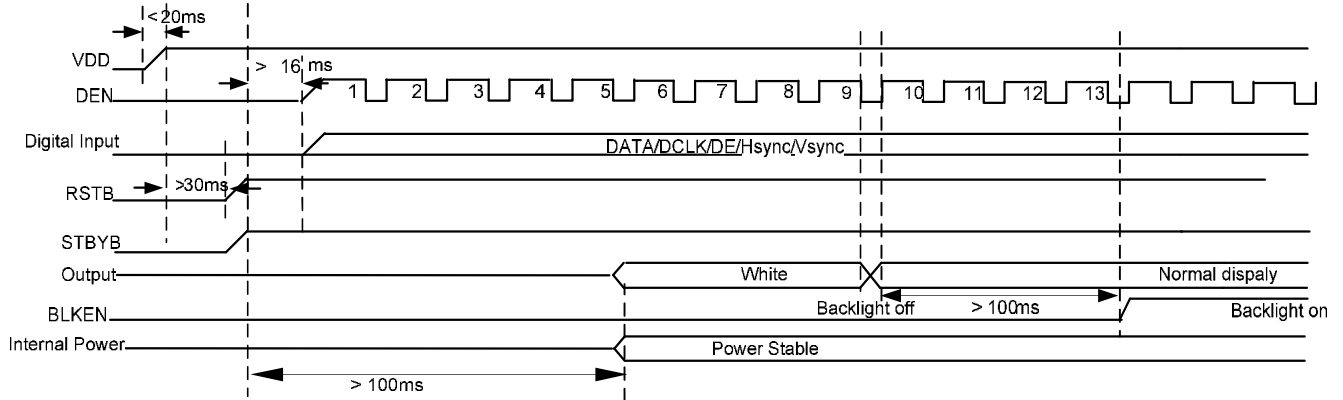 < 20ms
VDD
> 16 ms
DEN 1 2 3 4 5 6 7 8 9 10 11 12 13
Digital Input DATA/DCLK/DE/Hsync/Vsync
>30ms
RSTB
STBYB
Output White Normal dispaly
BLKEN Backlight off > 100ms Backlight on
Internal Power Power Stable
> 100ms